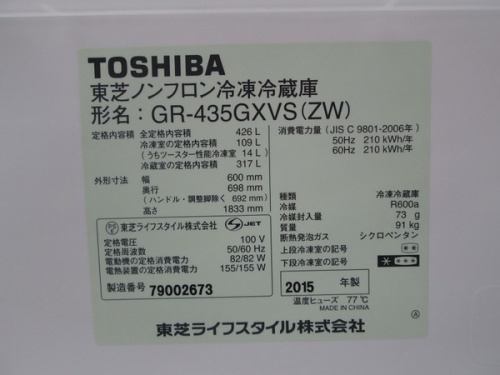 TOSHIBA
東芝ノンフロン冷凍冷蔵庫
形名：GR-435GXVS(ZW)
定格内容積 全定格内容積 426 L
冷凍室の定格内容積 109 L
(うちツースター性能冷凍室 14 L)
冷蔵室の定格内容積 317 L
外形寸法 幅 600 mm
奥行 698 mm
(ハンドル・調整脚除く 692 mm)
高さ 1833 mm
東芝ライフスタイル株式会社 JET
定格電圧 100 V
定格周波数 50/60 Hz
電動機の定格消費電力 82/82 W
電熱装置の定格消費電力 155/155 W
製造番号 79002673
消費電力量 (JIS C 9801-2006年)
50Hz 210 kWh/年
60Hz 210 kWh/年
種類 冷凍冷蔵庫
冷媒 R600a
冷媒封入量 73 g
質量 91 kg
断熱発泡ガス シクロペンタン
上段冷凍室の記号 **
下段冷凍室の記号 ****
2015 年製
温度ヒューズ 77℃
MADE IN CHINA
東芝ライフスタイル株式会社 Ⓐ